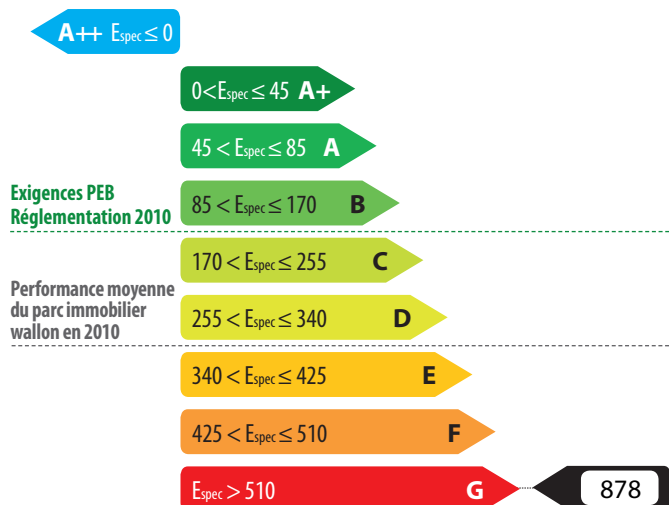 A++ Espec ≤ 0
0<Espec ≤ 45 A+
45 < Espec ≤ 85 A
Exigences PEB
Réglementation 2010
85 < Espec ≤ 170 B
170 < Espec ≤ 255 C
Performance moyenne
du parc immobilier
wallon en 2010
255 < Espec ≤ 340 D
340 < Espec ≤ 425 E
425 < Espec ≤ 510 F
Espec > 510 G 878